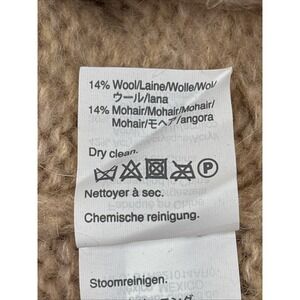 14% Wool/Laine/Wolle/Wol/
ウール/lana
14% Mohair/Mohair/Mohair/
Mohair/モヘア/angora
Dry clean.
P
Nettoyer à sec.
Chemische reinigung.
Stoomreinigen.